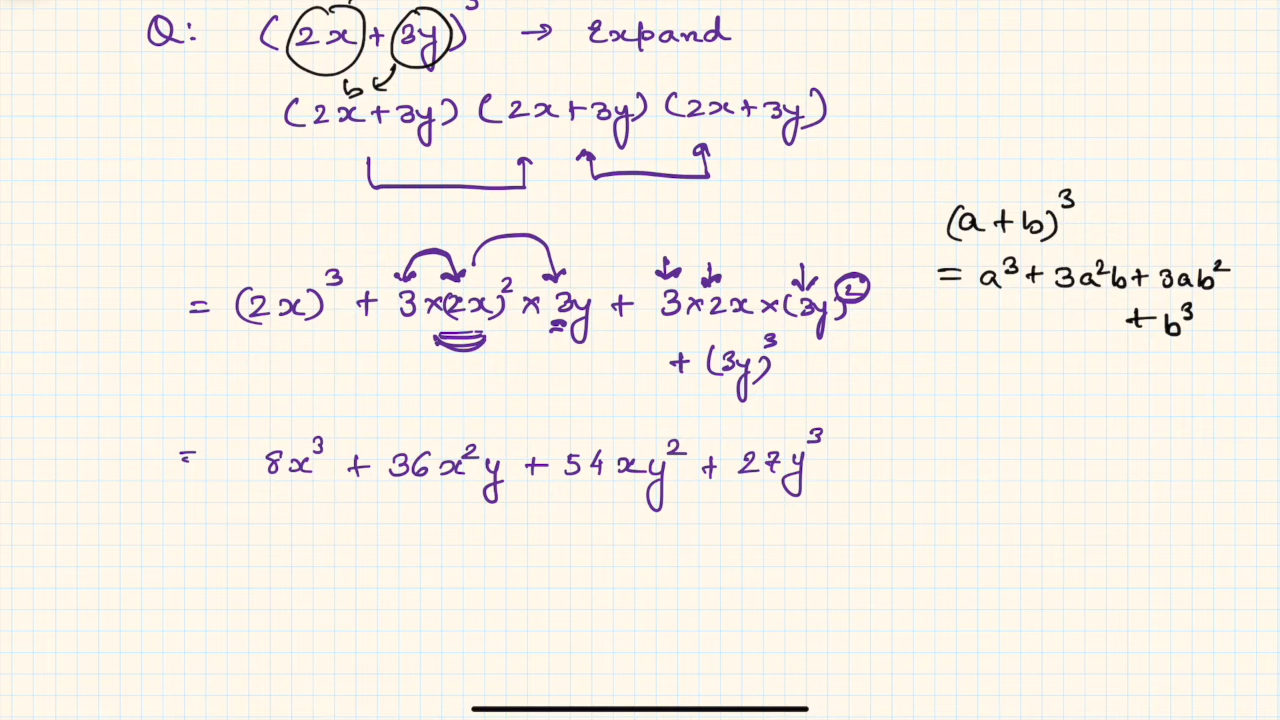 Q: (2x + 3y)³ → Expand
b
(2x + 3y) (2x + 3y) (2x + 3y)
(a + b)³
= a³ + 3a²b + 3ab²
+ b³
= (2x)³ + 3 × (2x)² × 3y + 3 × 2x × (3y)²
+ (3y)³
= 8x³ + 36x²y + 54xy² + 27y³